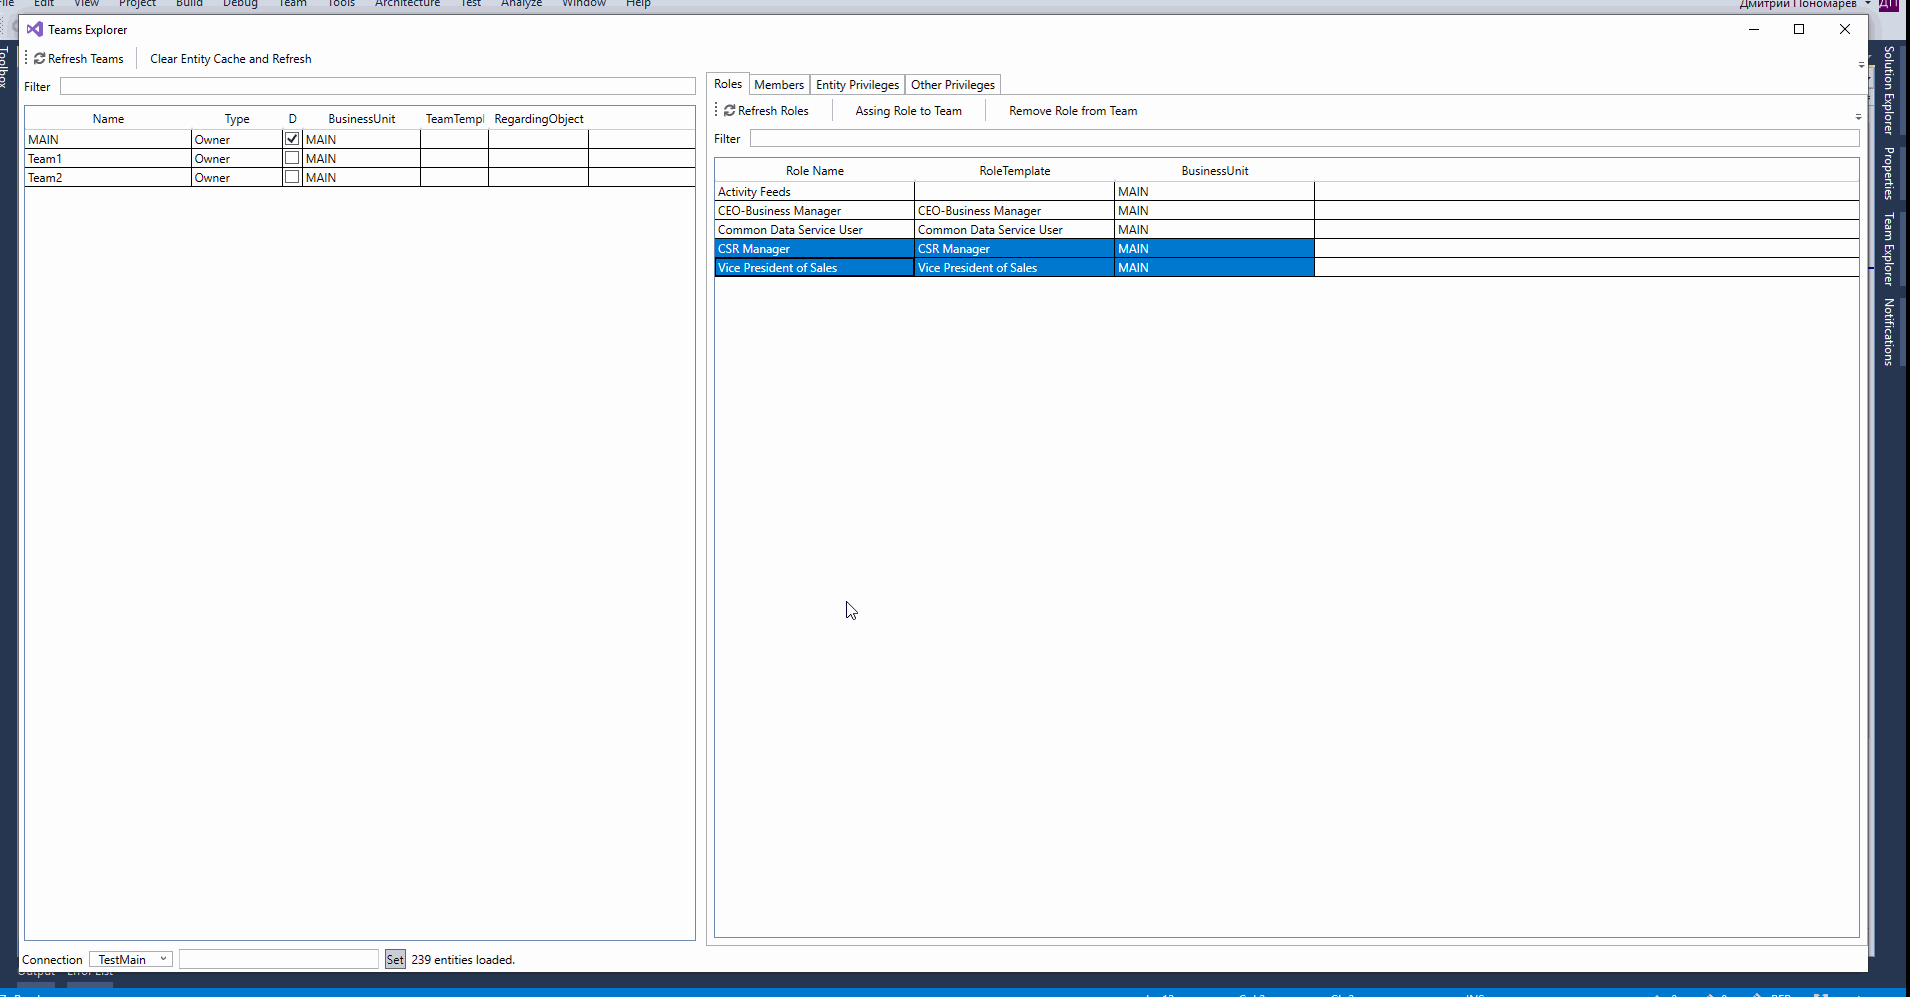 File Edit View Project Build Debug Team Tools Architecture Test Analyze Window Help
Дмитрий Пономарев ДП
Teams Explorer
Refresh Teams Clear Entity Cache and Refresh
Filter
Name Type D BusinessUnit TeamTempl RegardingObject
MAIN Owner MAIN
Team1 Owner MAIN
Team2 Owner MAIN
Roles Members Entity Privileges Other Privileges
Refresh Roles Assing Role to Team Remove Role from Team
Filter
Role Name RoleTemplate BusinessUnit
Activity Feeds MAIN
CEO-Business Manager CEO-Business Manager MAIN
Common Data Service User Common Data Service User MAIN
CSR Manager CSR Manager MAIN
Vice President of Sales Vice President of Sales MAIN
Connection TestMain Set 239 entities loaded.
Toolbox
Solution Explorer
Properties
Team Explorer
Notifications
Output Error List